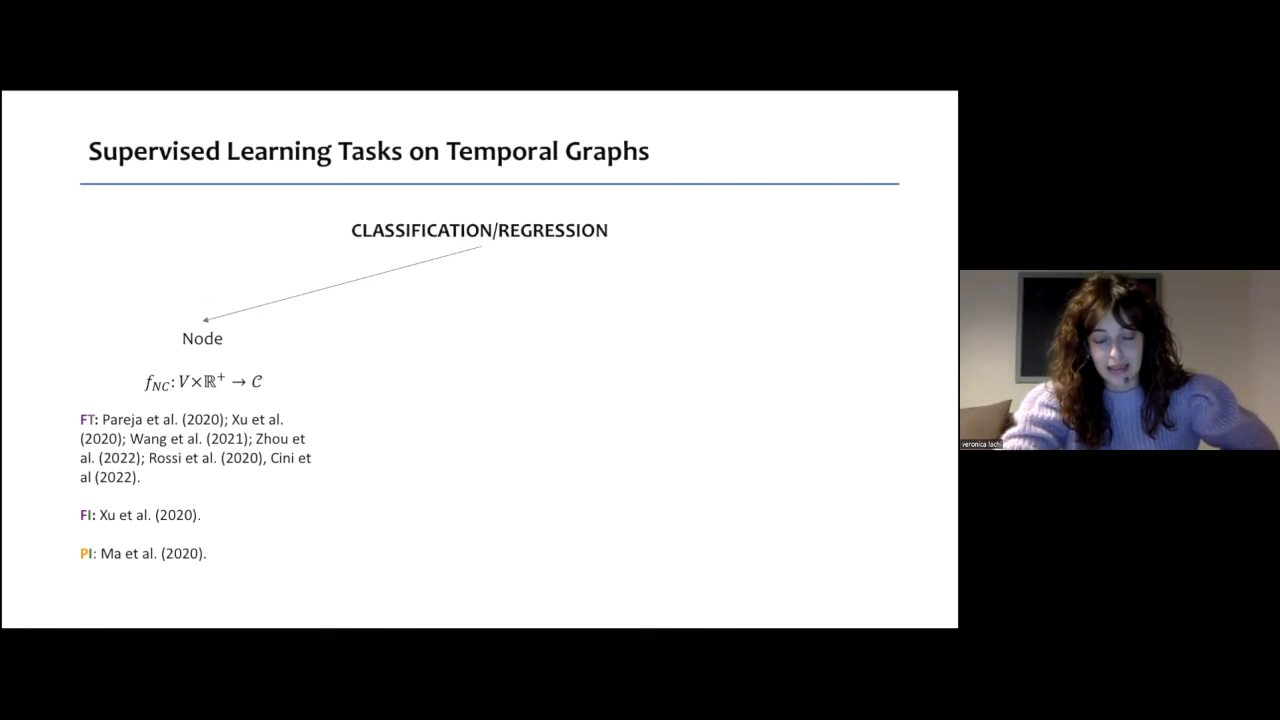 Supervised Learning Tasks on Temporal Graphs
CLASSIFICATION/REGRESSION
Node
f_NC: V×ℝ⁺ → C
FT: Pareja et al. (2020); Xu et al.
(2020); Wang et al. (2021); Zhou et
al. (2022); Rossi et al. (2020), Cini et
al (2022).
FI: Xu et al. (2020).
PI: Ma et al. (2020).
veronica lachi